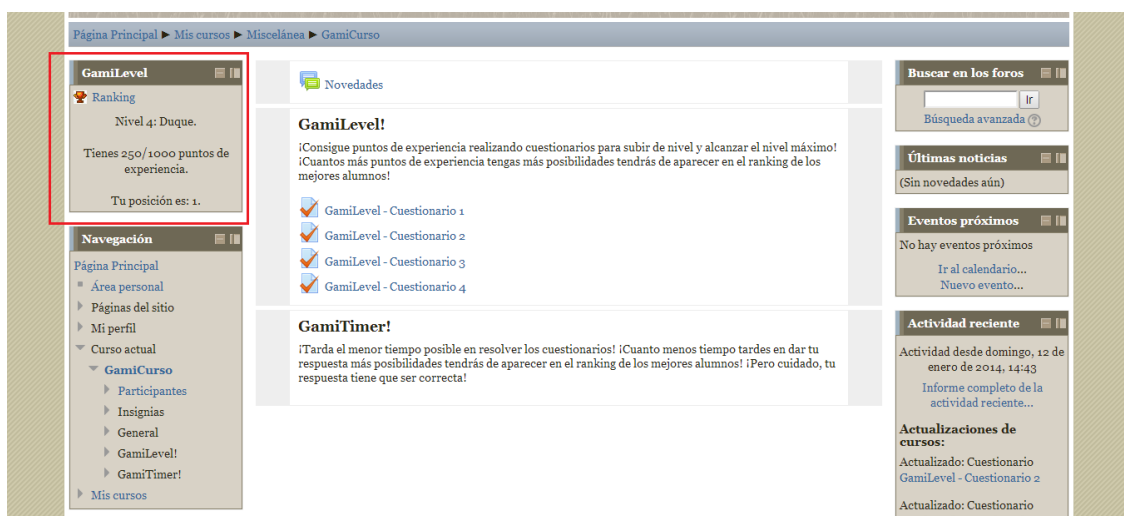 Página Principal ► Mis cursos ► Miscelánea ► GamiCurso
GamiLevel
Ranking
Nivel 4: Duque.
Tienes 250/1000 puntos de
experiencia.
Tu posición es: 1.
Navegación
Página Principal
Área personal
Páginas del sitio
Mi perfil
Curso actual
GamiCurso
Participantes
Insignias
General
GamiLevel!
GamiTimer!
Mis cursos
Novedades
GamiLevel!
¡Consigue puntos de experiencia realizando cuestionarios para subir de nivel y alcanzar el nivel máximo!
¡Cuantos más puntos de experiencia tengas más posibilidades tendrás de aparecer en el ranking de los
mejores alumnos!
GamiLevel - Cuestionario 1
GamiLevel - Cuestionario 2
GamiLevel - Cuestionario 3
GamiLevel - Cuestionario 4
GamiTimer!
¡Tarda el menor tiempo posible en resolver los cuestionarios! ¡Cuanto menos tiempo tardes en dar tu
respuesta más posibilidades tendrás de aparecer en el ranking de los mejores alumnos! ¡Pero cuidado, tu
respuesta tiene que ser correcta!
Buscar en los foros
Ir
Búsqueda avanzada ?
Últimas noticias
(Sin novedades aún)
Eventos próximos
No hay eventos próximos
Ir al calendario...
Nuevo evento...
Actividad reciente
Actividad desde domingo, 12 de
enero de 2014, 14:43
Informe completo de la
actividad reciente...
Actualizaciones de
cursos:
Actualizado: Cuestionario
GamiLevel - Cuestionario 2
Actualizado: Cuestionario